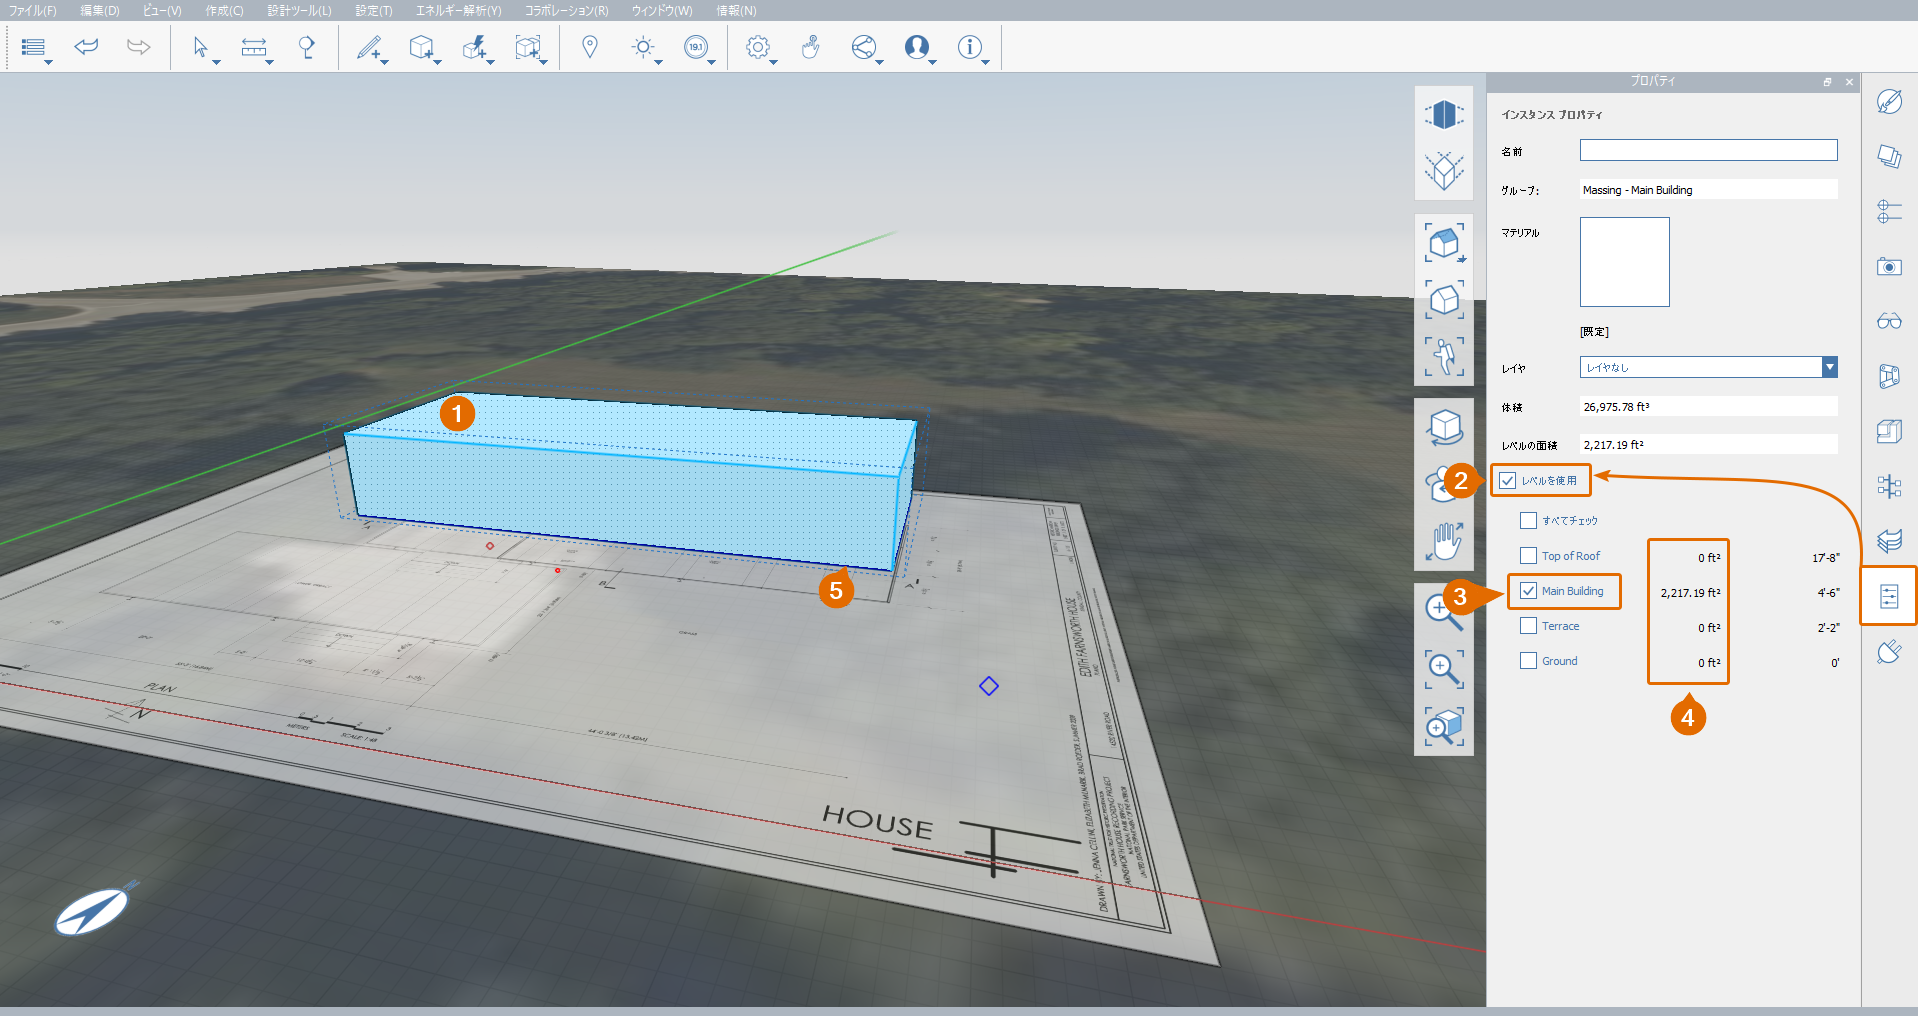 ファイル(F) 編集(D) ビュー(V) 作成(C) 設計ツール(L) 設定(T) エネルギー解析(Y) コラボレーション(R) ウィンドウ(W) 情報(N)
19.1
プロパティ
インスタンス プロパティ
名前
グループ: Massing - Main Building
マテリアル
[既定]
レイヤ レイヤなし
体積 26,975.78 ft³
レベルの面積 2,217.19 ft²
レベルを使用
すべてチェック
Top of Roof 0 ft² 17'-8"
Main Building 2,217.19 ft² 4'-6"
Terrace 0 ft² 2'-2"
Ground 0 ft² 0'
1
2
3
4
5
PLAN
N
METERS
SCALE 1:48
HOUSE
EDITH FARNSWORTH HOUSE